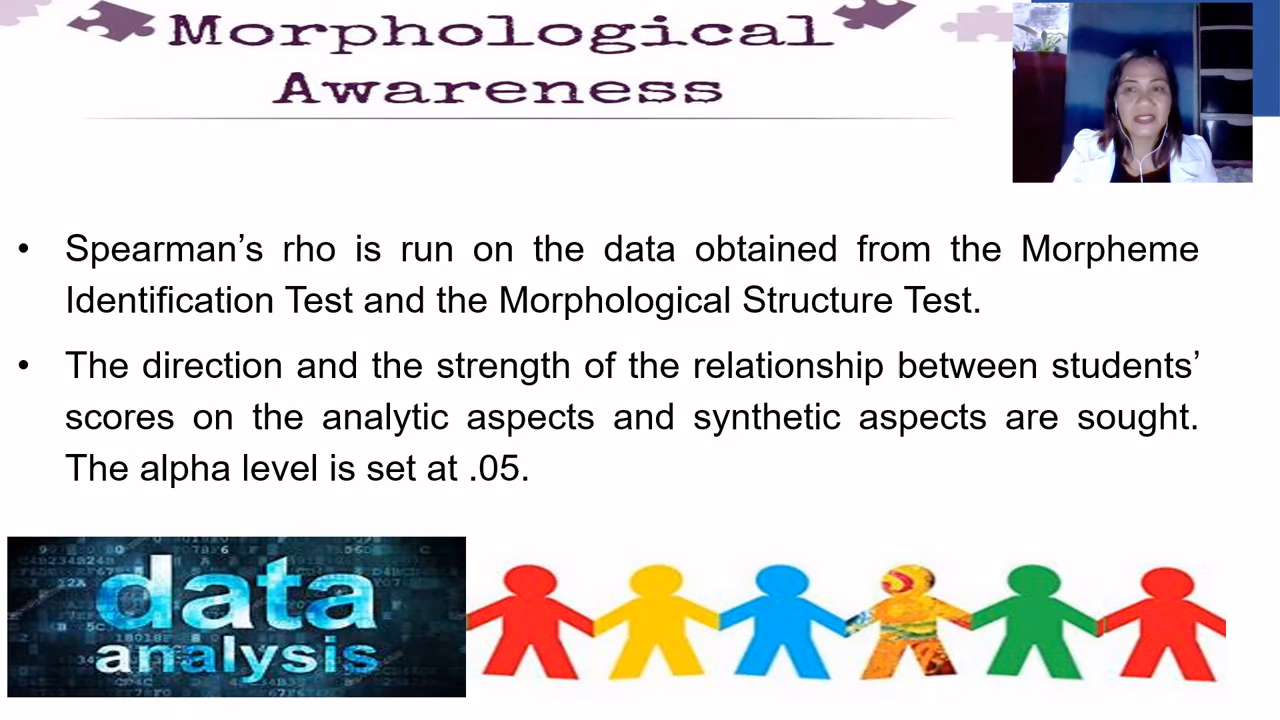 Morphological
Awareness
• Spearman’s rho is run on the data obtained from the Morpheme
Identification Test and the Morphological Structure Test.
• The direction and the strength of the relationship between students’
scores on the analytic aspects and synthetic aspects are sought.
The alpha level is set at .05.
data
analysis